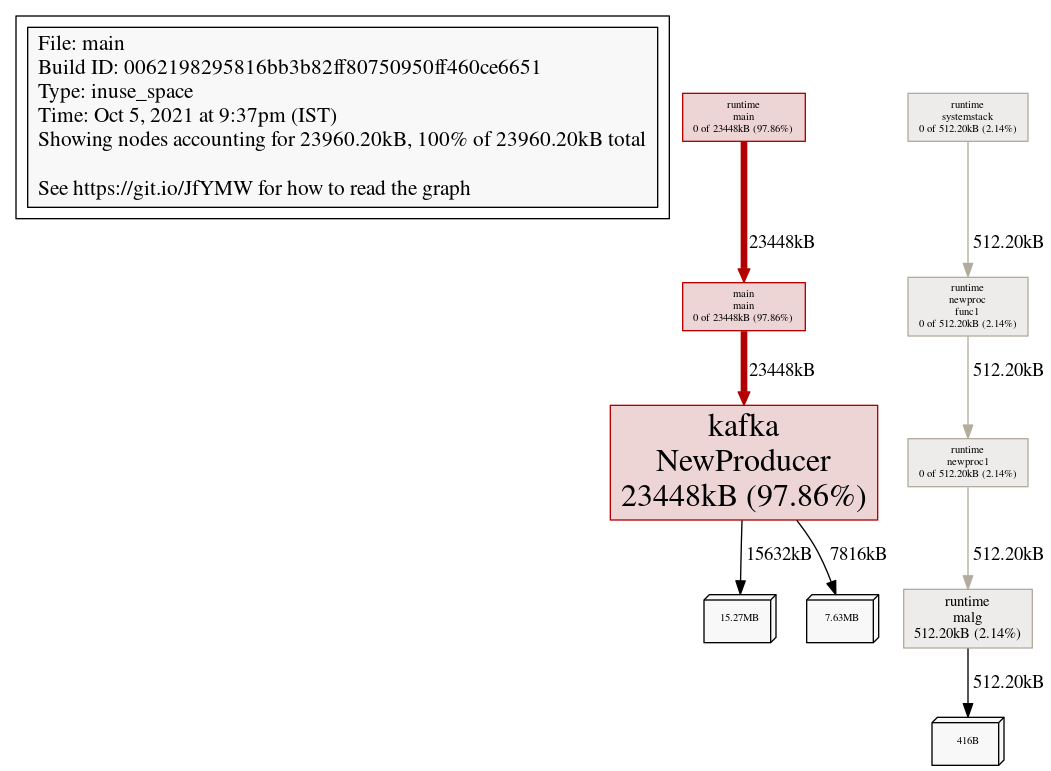 File: main
Build ID: 0062198295816bb3b82ff80750950ff460ce6651
Type: inuse_space
Time: Oct 5, 2021 at 9:37pm (IST)
Showing nodes accounting for 23960.20kB, 100% of 23960.20kB total
See https://git.io/JfYMW for how to read the graph
runtime
main
0 of 23448kB (97.86%)
23448kB
main
main
0 of 23448kB (97.86%)
23448kB
kafka
NewProducer
23448kB (97.86%)
15632kB
7816kB
15.27MB
7.63MB
runtime
systemstack
0 of 512.20kB (2.14%)
512.20kB
runtime
newproc
func1
0 of 512.20kB (2.14%)
512.20kB
runtime
newproc1
0 of 512.20kB (2.14%)
512.20kB
runtime
malg
512.20kB (2.14%)
512.20kB
416B